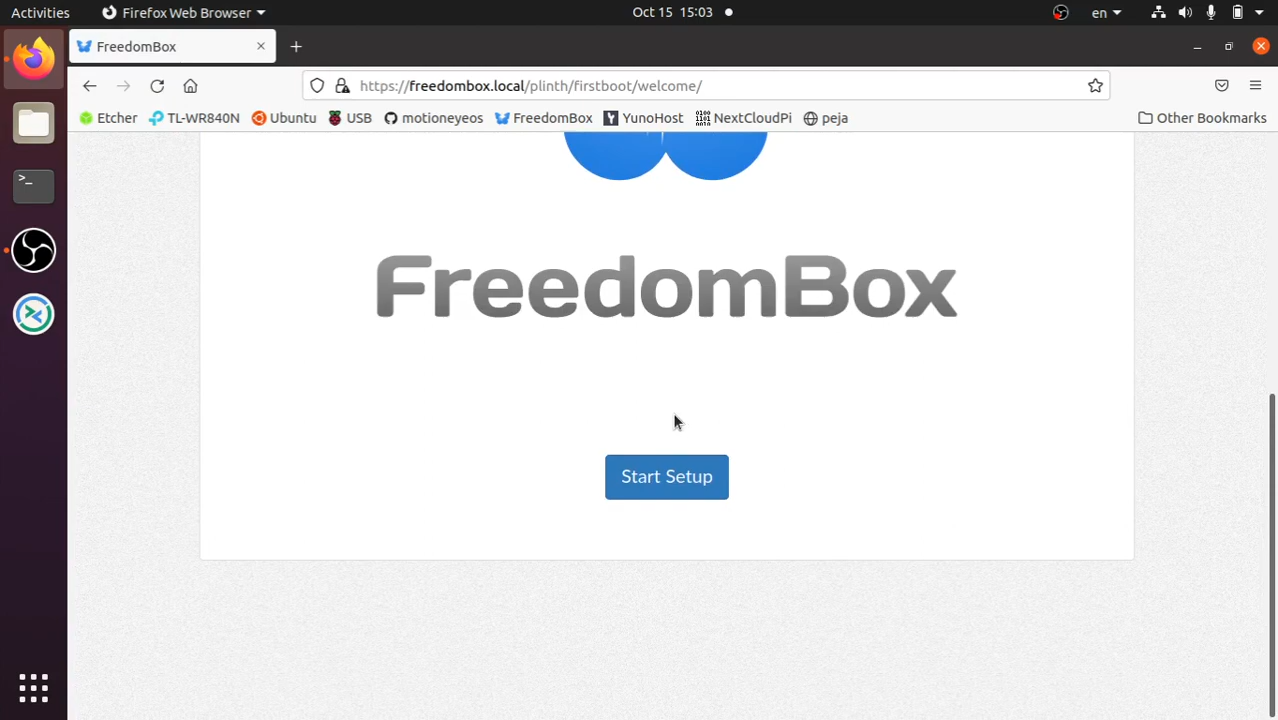 Activities Firefox Web Browser Oct 15 15:03 en
FreedomBox
https://freedombox.local/plinth/firstboot/welcome/
Etcher TL-WR840N Ubuntu USB motioneyeos FreedomBox YunoHost NextCloudPi peja Other Bookmarks
FreedomBox
Start Setup